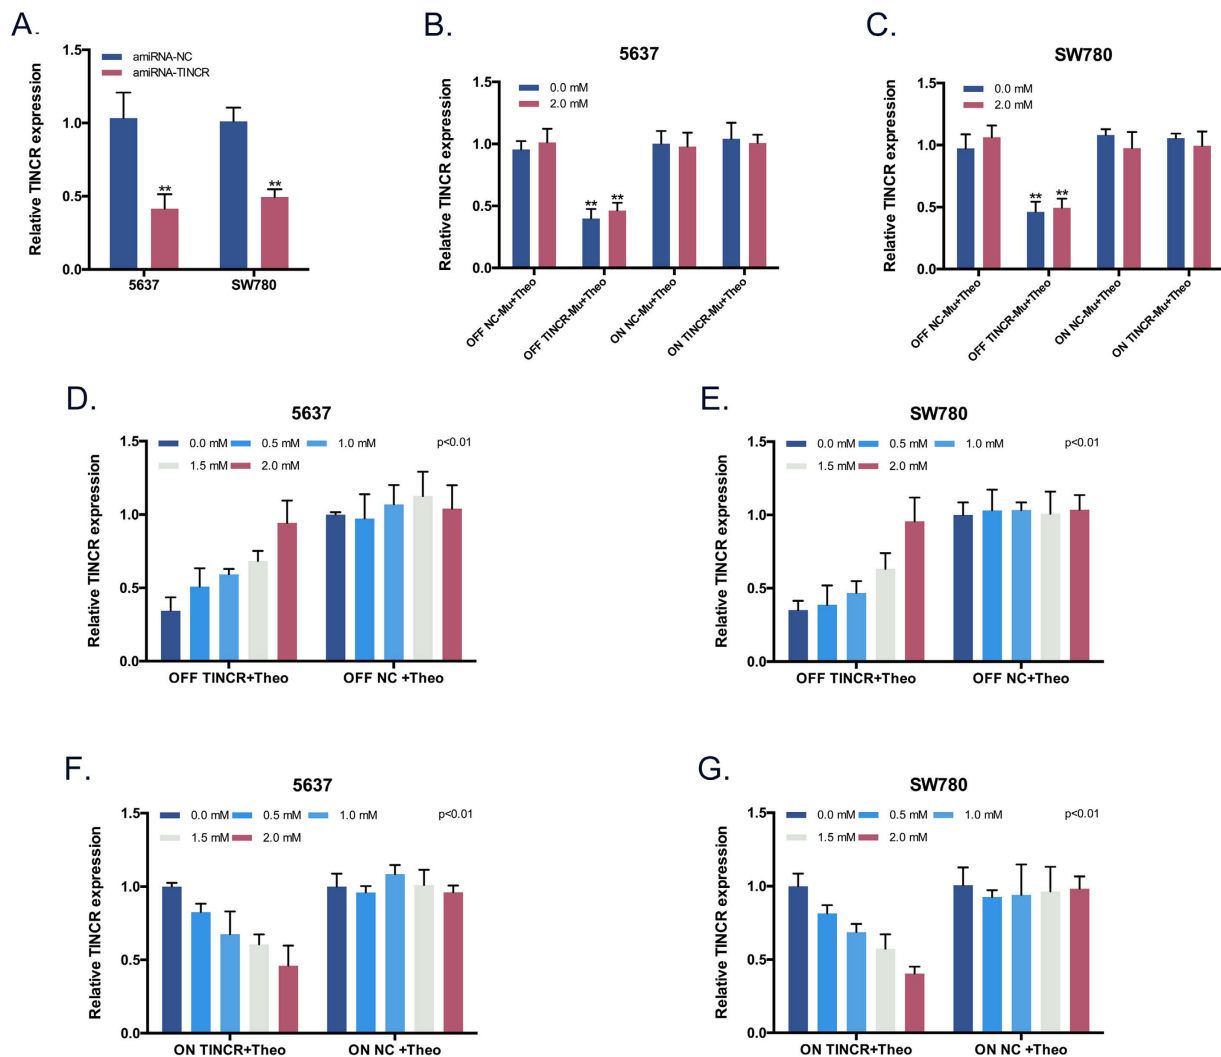 A.
Relative TINCR expression
1.5
1.0
0.5
0.0
amiRNA-NC
amiRNA-TINCR
**
**
5637
SW780
B.
5637
Relative TINCR expression
1.5
1.0
0.5
0.0
0.0 mM
2.0 mM
**
**
OFF NC-Mu+Theo
OFF TINCR-Mu+Theo
ON NC-Mu+Theo
ON TINCR-Mu+Theo
C.
SW780
Relative TINCR expression
1.5
1.0
0.5
0.0
0.0 mM
2.0 mM
**
**
OFF NC-Mu+Theo
OFF TINCR-Mu+Theo
ON NC-Mu+Theo
ON TINCR-Mu+Theo
D.
5637
Relative TINCR expression
1.5
1.0
0.5
0.0
0.0 mM 0.5 mM 1.0 mM
1.5 mM 2.0 mM
p<0.01
OFF TINCR+Theo
OFF NC +Theo
E.
SW780
Relative TINCR expression
1.5
1.0
0.5
0.0
0.0 mM 0.5 mM 1.0 mM
1.5 mM 2.0 mM
p<0.01
OFF TINCR+Theo
OFF NC+Theo
F.
5637
Relative TINCR expression
1.5
1.0
0.5
0.0
0.0 mM 0.5 mM 1.0 mM
1.5 mM 2.0 mM
p<0.01
ON TINCR+Theo
ON NC +Theo
G.
SW780
Relative TINCR expression
1.5
1.0
0.5
0.0
0.0 mM 0.5 mM 1.0 mM
1.5 mM 2.0 mM
p<0.01
ON TINCR+Theo
ON NC +Theo